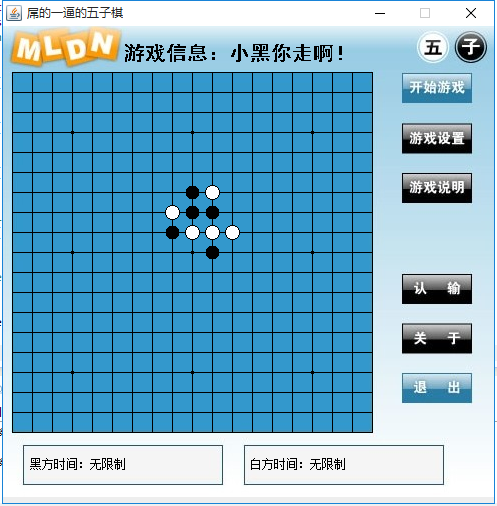 屌的一逼的五子棋
MLDN
游戏信息：小黑你走啊！
五 子
开始游戏
游戏设置
游戏说明
认 输
关 于
退 出
黑方时间：无限制
白方时间：无限制